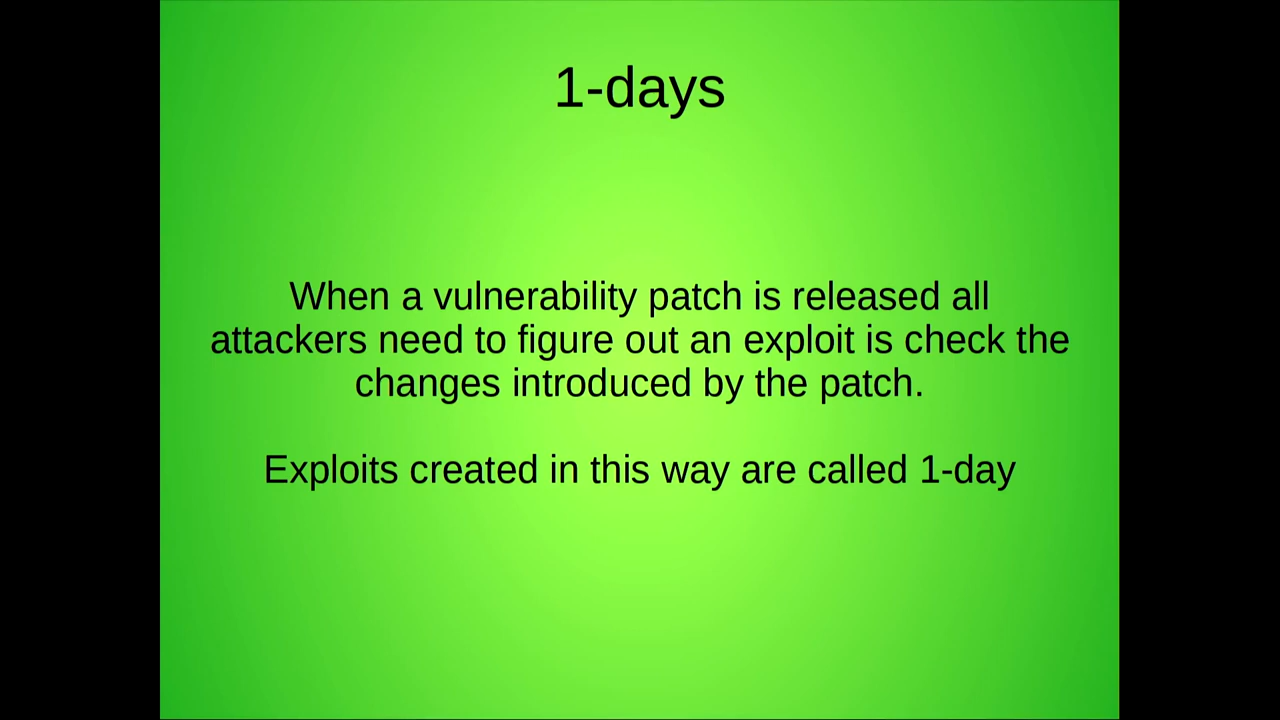 1-days
When a vulnerability patch is released all
attackers need to figure out an exploit is check the
changes introduced by the patch.
Exploits created in this way are called 1-day